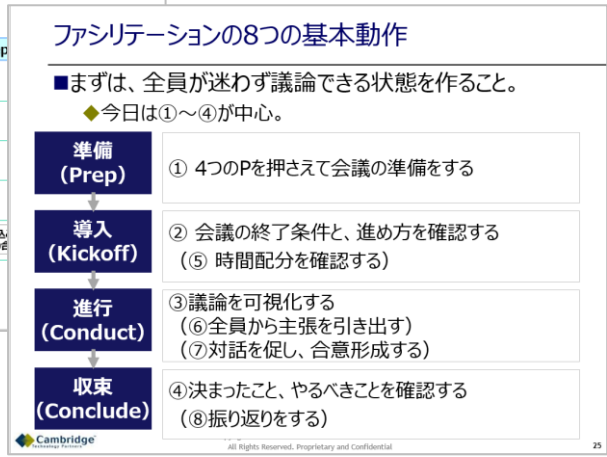 ファシリテーションの8つの基本動作
■まずは、全員が迷わず議論できる状態を作ること。
◆今日は①～④が中心。
準備
(Prep)
① 4つのPを押さえて会議の準備をする
導入
(Kickoff)
② 会議の終了条件と、進め方を確認する
(⑤ 時間配分を確認する)
進行
(Conduct)
③議論を可視化する
(⑥全員から主張を引き出す)
(⑦対話を促し、合意形成する)
収束
(Conclude)
④決まったこと、やるべきことを確認する
(⑧振り返りをする)
Cambridge
Technology Partners
All Rights Reserved. Proprietary and Confidential
25